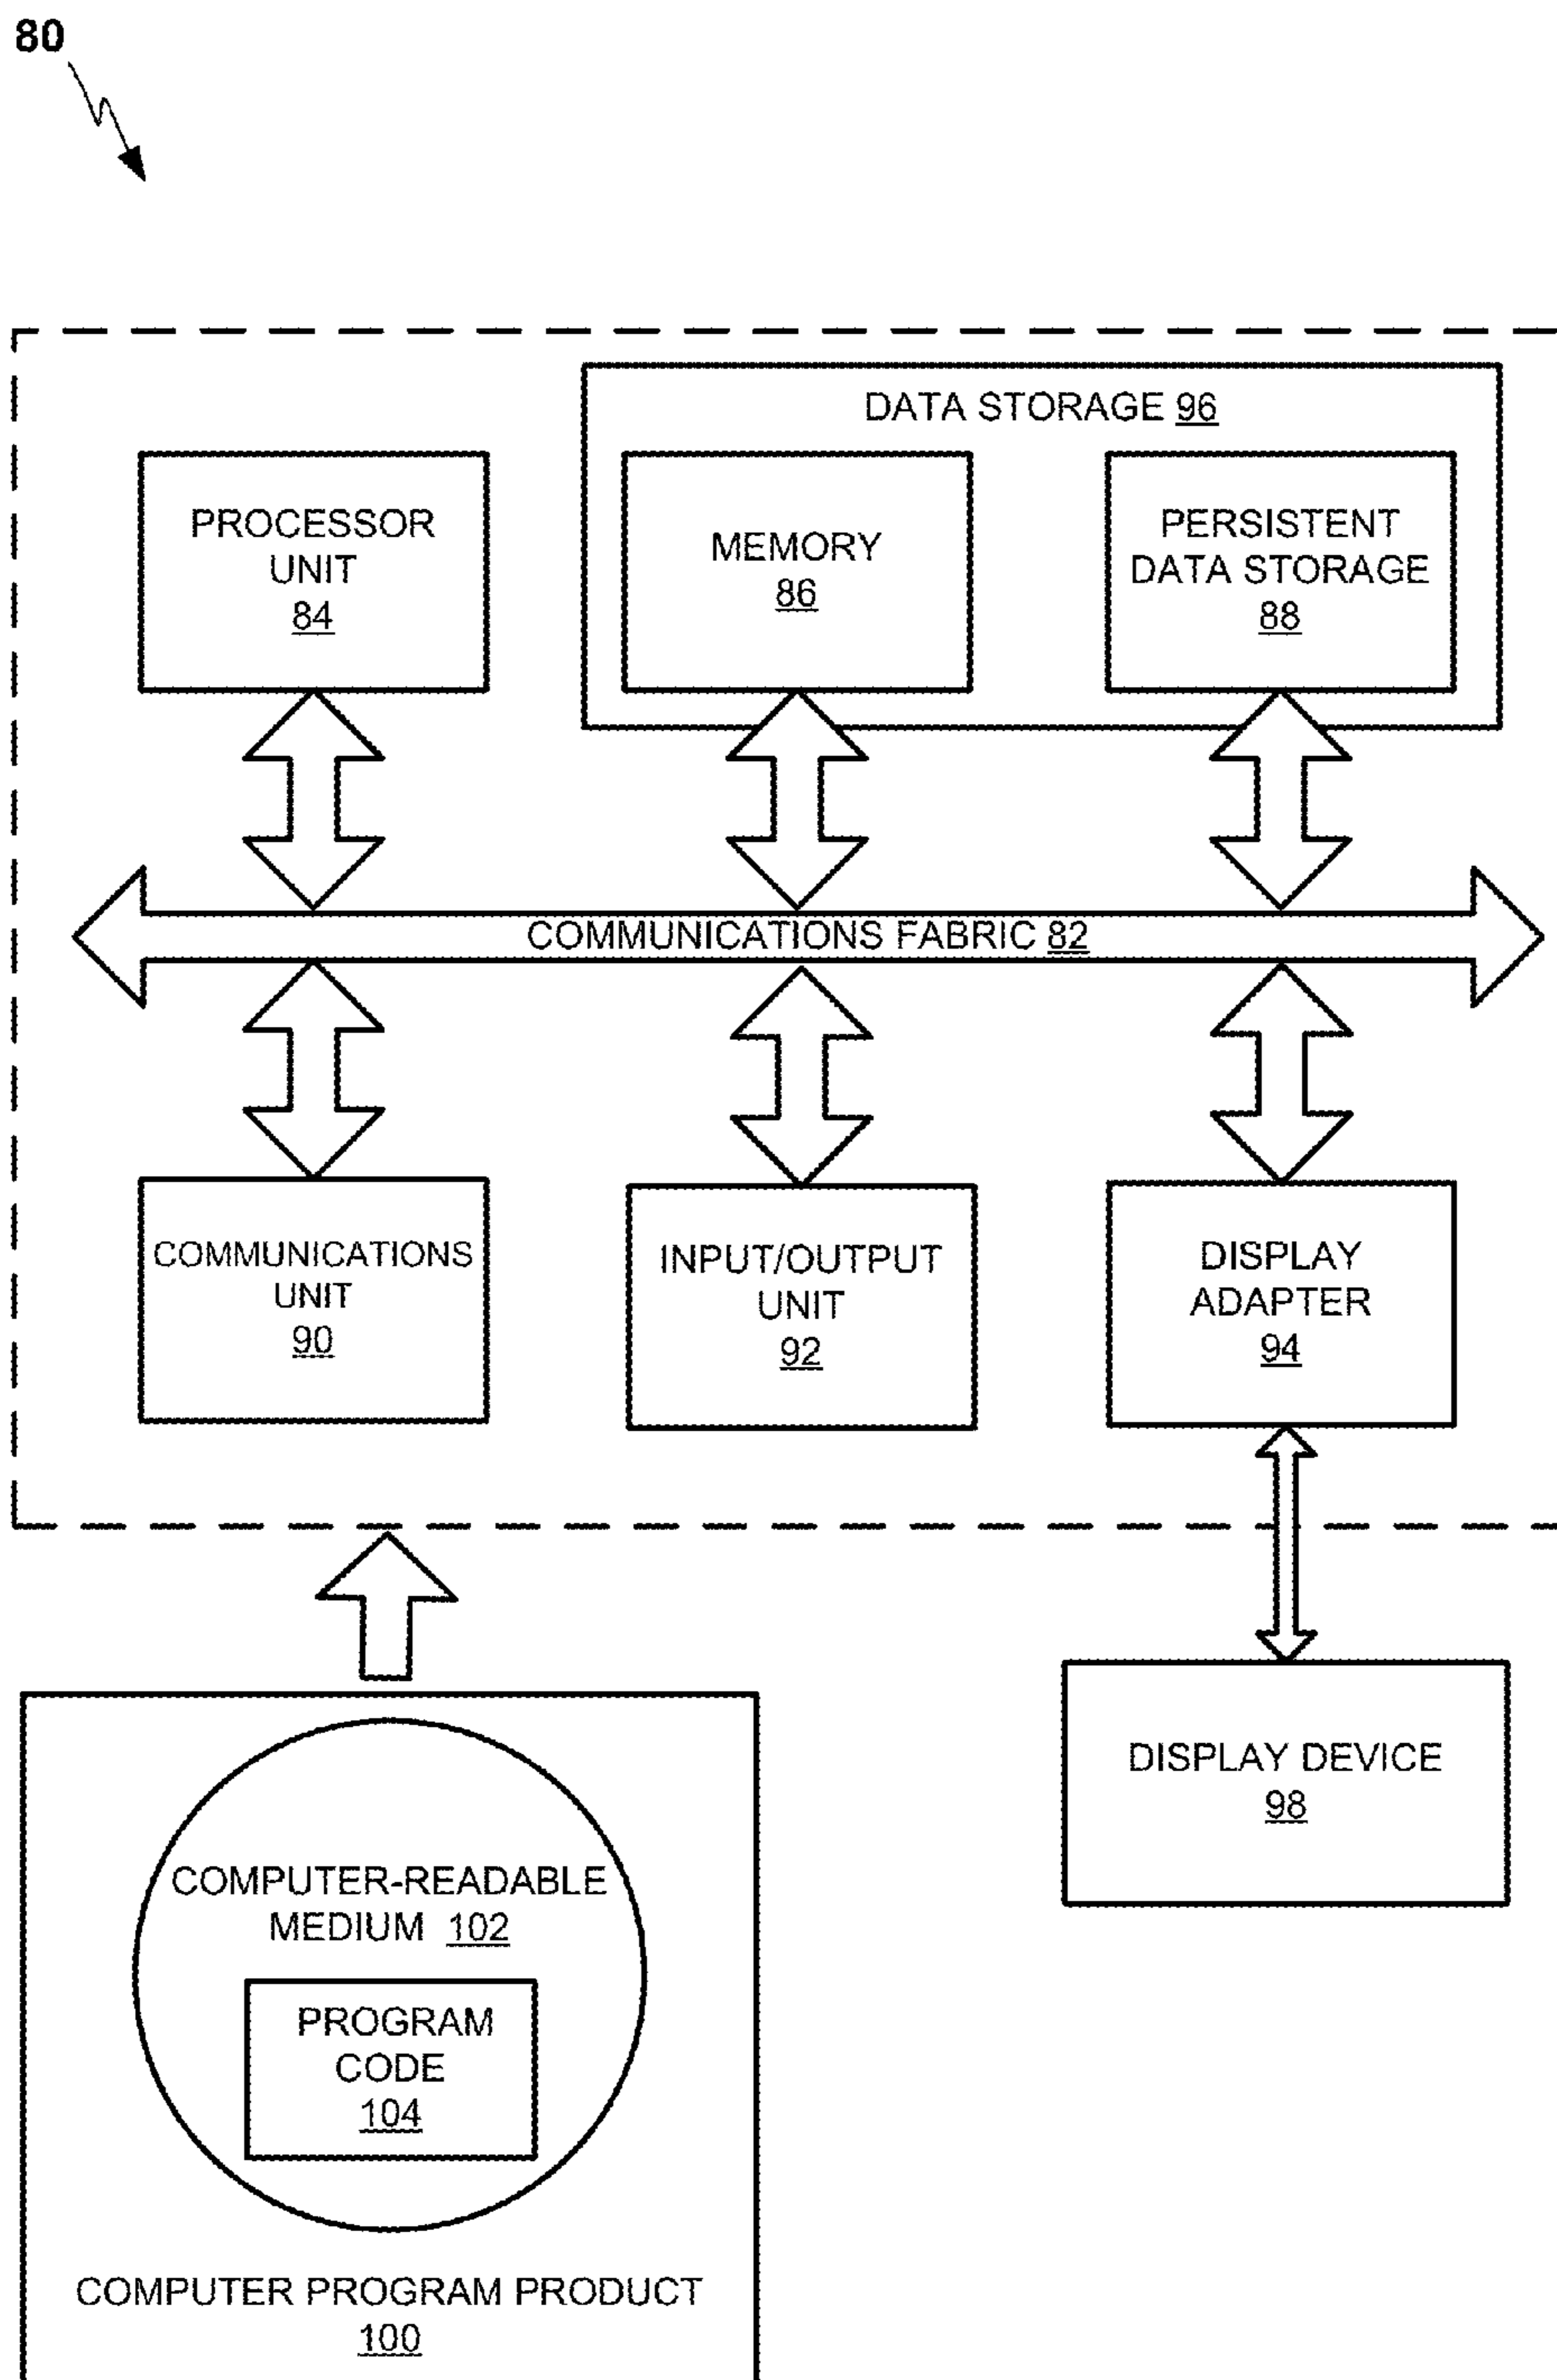 80
DATA STORAGE 96
PROCESSOR
UNIT
84
MEMORY
86
PERSISTENT
DATA STORAGE
88
COMMUNICATIONS FABRIC 82
COMMUNICATIONS
UNIT
90
INPUT/OUTPUT
UNIT
92
DISPLAY
ADAPTER
94
DISPLAY DEVICE
98
COMPUTER-READABLE
MEDIUM 102
PROGRAM
CODE
104
COMPUTER PROGRAM PRODUCT
100